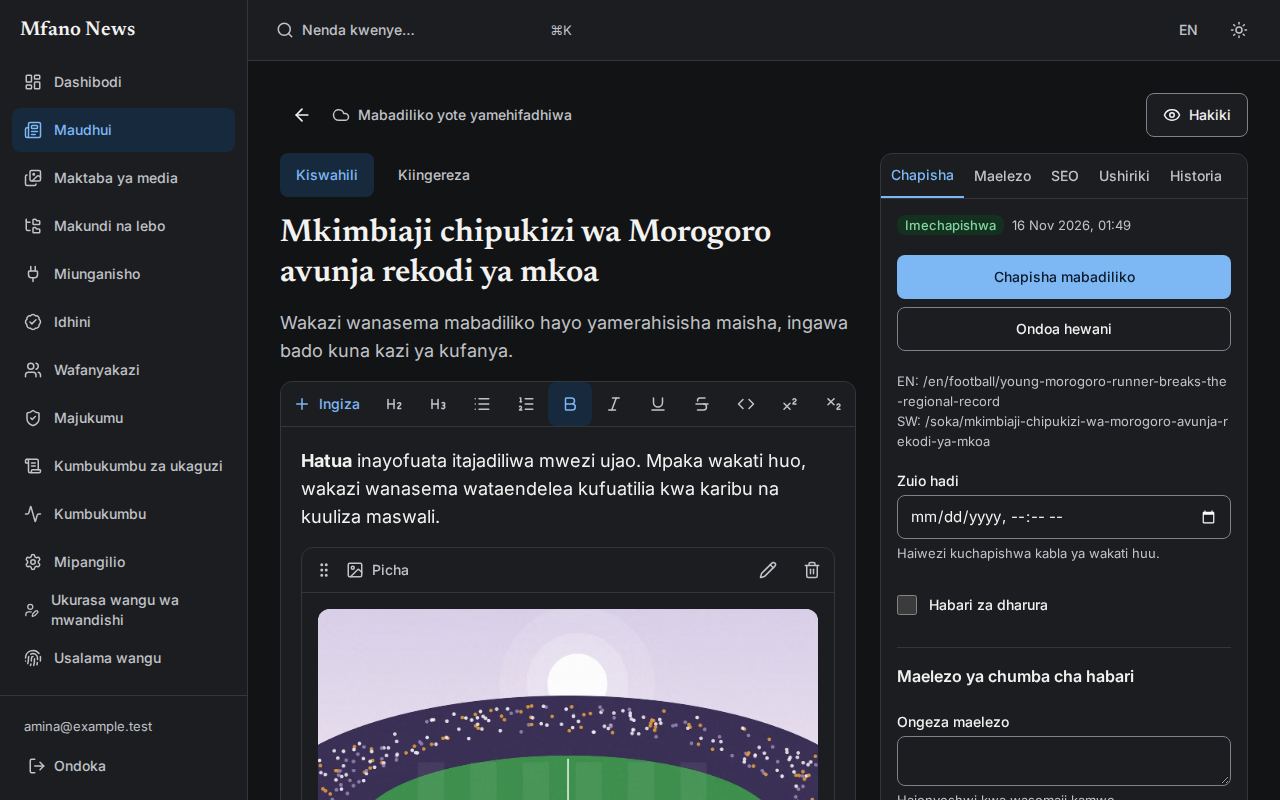 Mfano News
Nenda kwenye...
⌘K
EN
Dashibodi
Maudhui
Maktaba ya media
Makundi na lebo
Miunganisho
Idhini
Wafanyakazi
Majukumu
Kumbukumbu za ukaguzi
Kumbukumbu
Mipangilio
Ukurasa wangu wa
mwandishi
Usalama wangu
amina@example.test
Ondoka
Mabadiliko yote yamehifadhiwa
Hakiki
Kiswahili
Kiingereza
Mkimbiaji chipukizi wa Morogoro
avunja rekodi ya mkoa
Wakazi wanasema mabadiliko hayo yamerahisisha maisha, ingawa
bado kuna kazi ya kufanya.
Ingiza
H2 H3 B I U S x² x₂
Hatua inayofuata itajadiliwa mwezi ujao. Mpaka wakati huo,
wakazi wanasema wataendelea kufuatilia kwa karibu na
kuuliza maswali.
Picha
Chapisha
Maelezo
SEO
Ushiriki
Historia
Imechapishwa 16 Nov 2026, 01:49
Chapisha mabadiliko
Ondoa hewani
EN: /en/football/young-morogoro-runner-breaks-the
-regional-record
SW: /soka/mkimbiaji-chipukizi-wa-morogoro-avunja-r
ekodi-ya-mkoa
Zuio hadi
mm/dd/yyyy, --:-- --
Haiwezi kuchapishwa kabla ya wakati huu.
Habari za dharura
Maelezo ya chumba cha habari
Ongeza maelezo
Haionyeshwi kwa wasomaji kamwe.